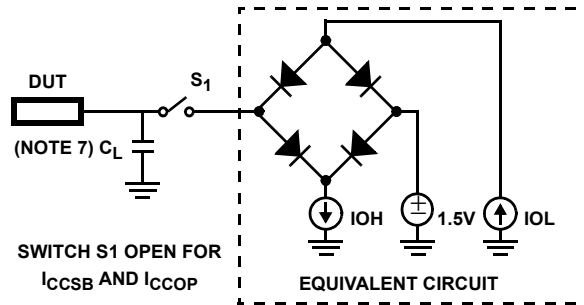 DUT
S1
(NOTE 7) CL
IOH
±
1.5V
IOL
SWITCH S1 OPEN FOR
ICCSB AND ICCOP
EQUIVALENT CIRCUIT